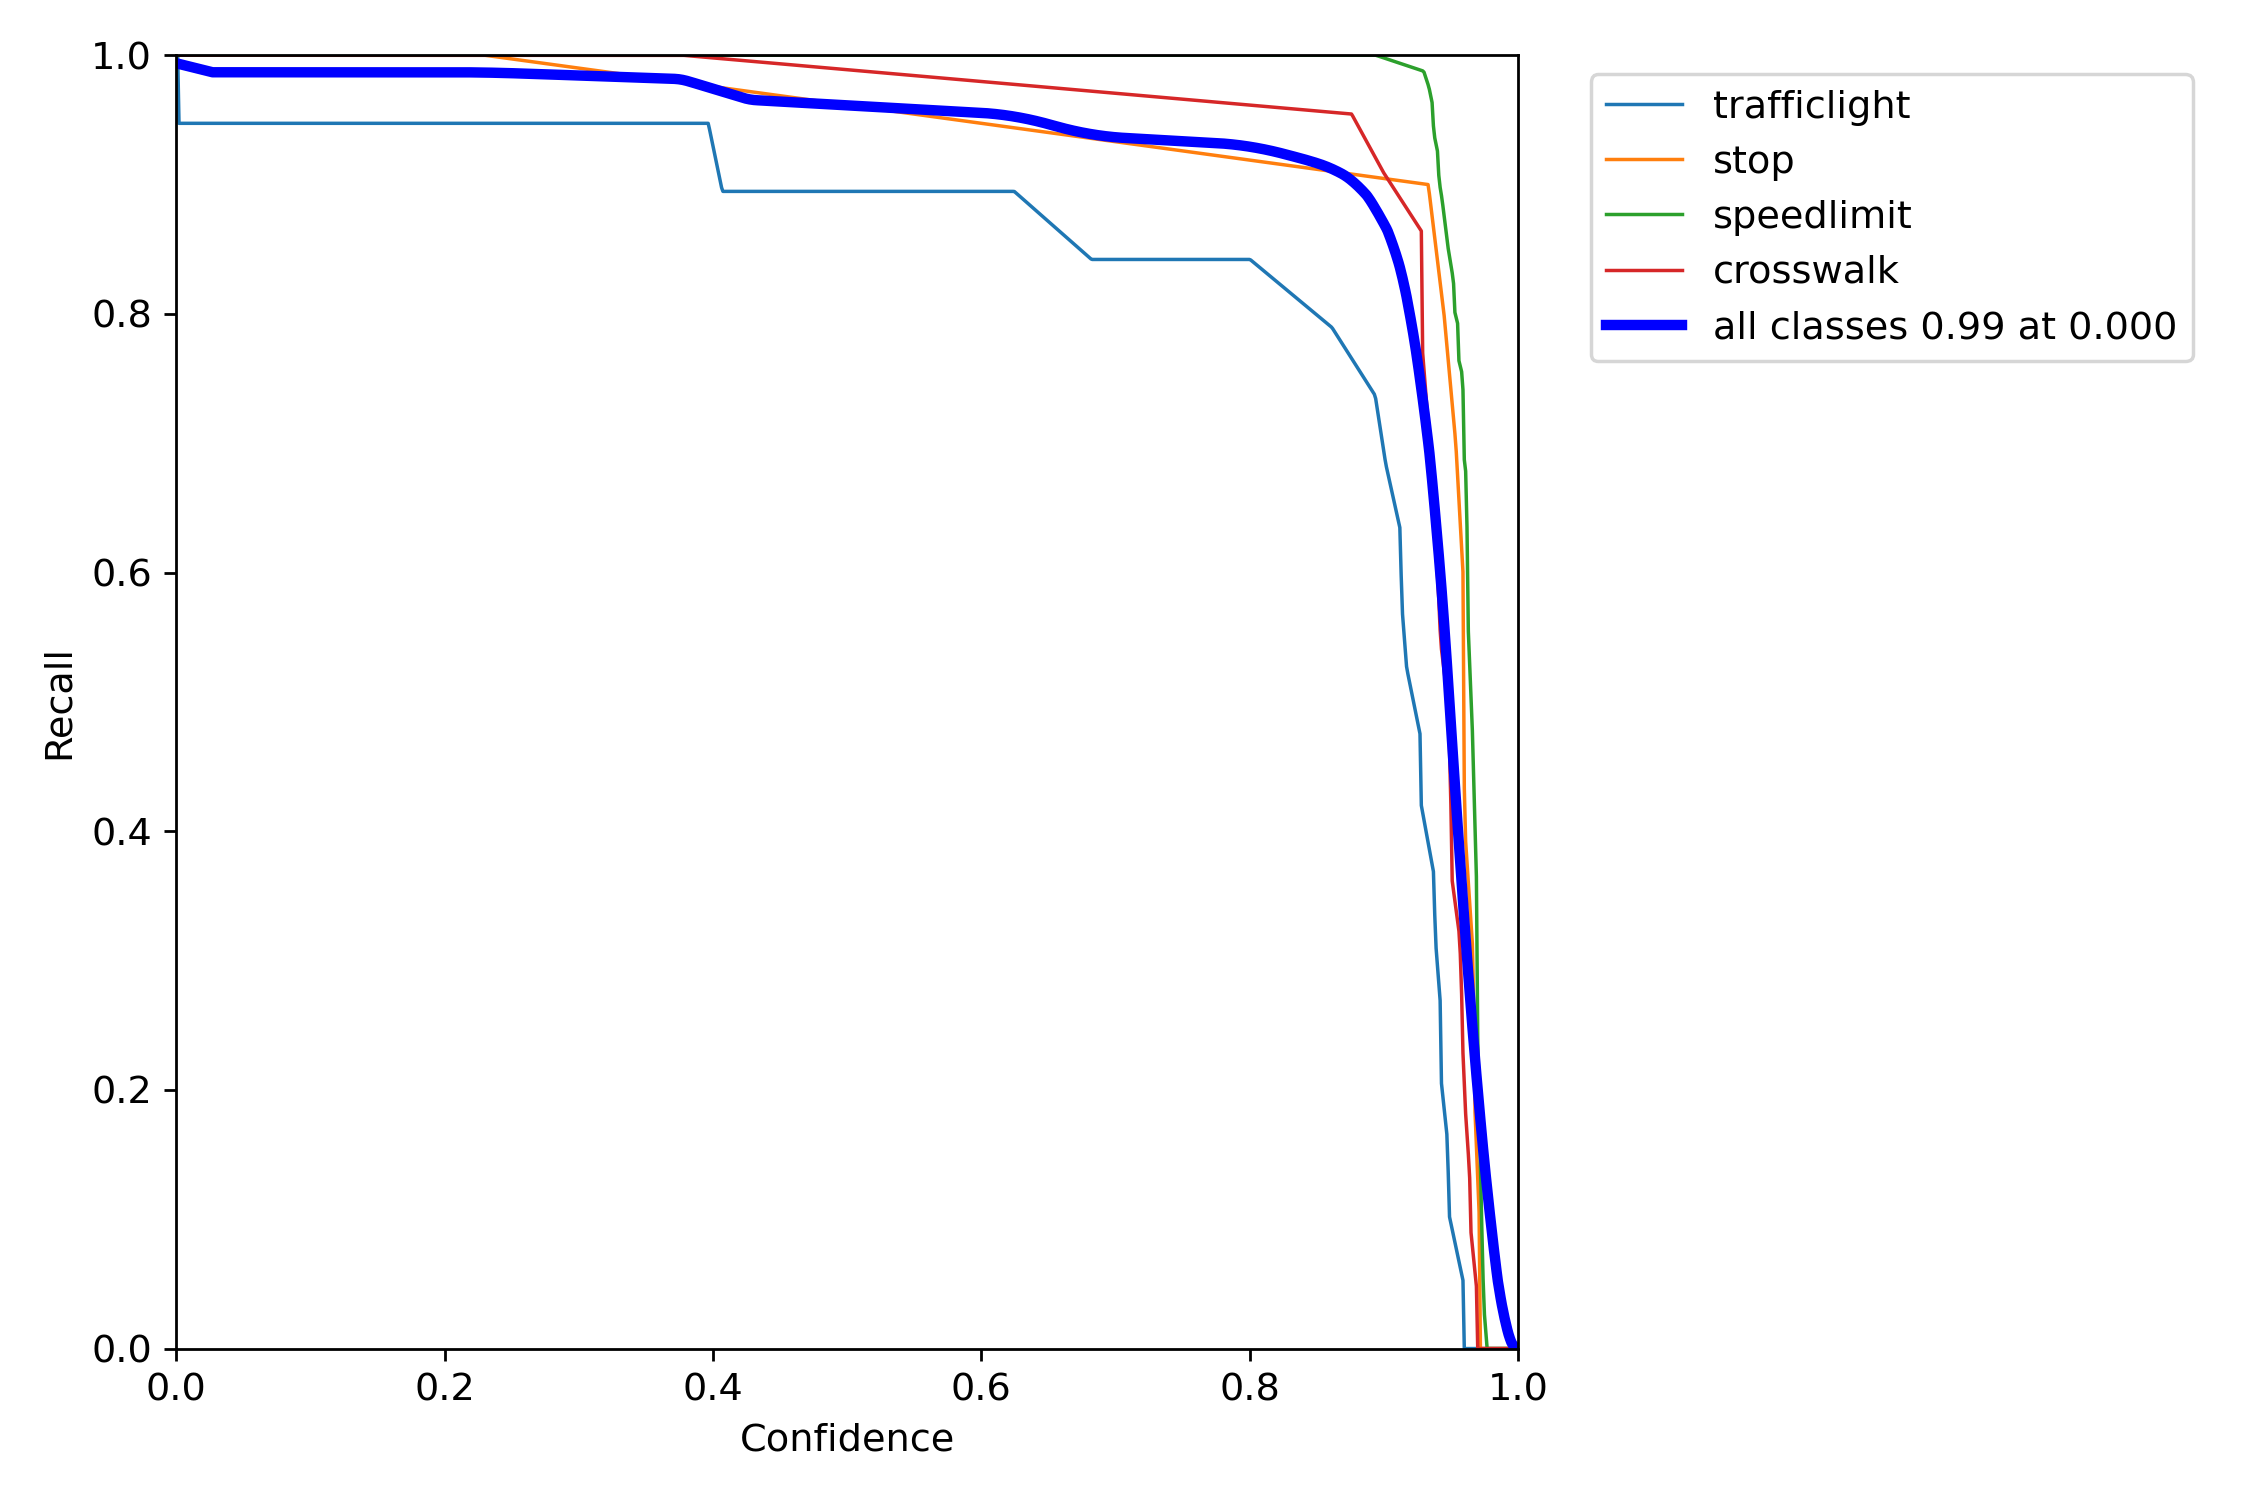 1.0
0.8
0.6
0.4
0.2
0.0
Recall
0.0 0.2 0.4 0.6 0.8 1.0
Confidence
trafficlight
stop
speedlimit
crosswalk
all classes 0.99 at 0.000